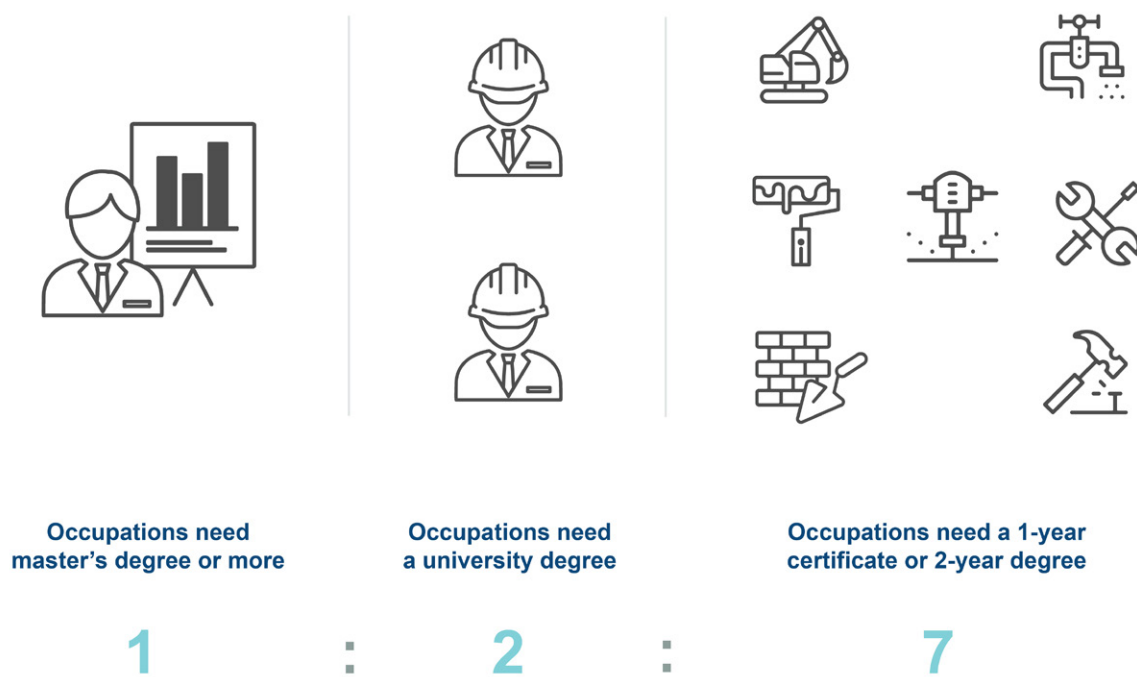 Occupations need
master's degree or more
Occupations need
a university degree
Occupations need a 1-year
certificate or 2-year degree
1 : 2 : 7